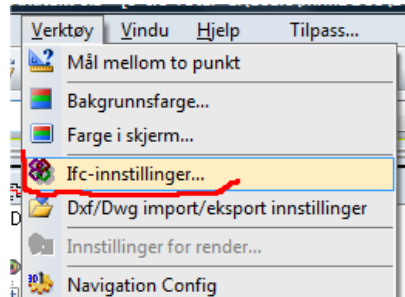 Verktøy Vindu Hjelp Tilpass...
Mål mellom to punkt
Bakgrunnsfarge...
Farge i skjerm...
Ifc-innstillinger...
Dxf/Dwg import/eksport innstillinger
Innstillinger for render...
Navigation Config